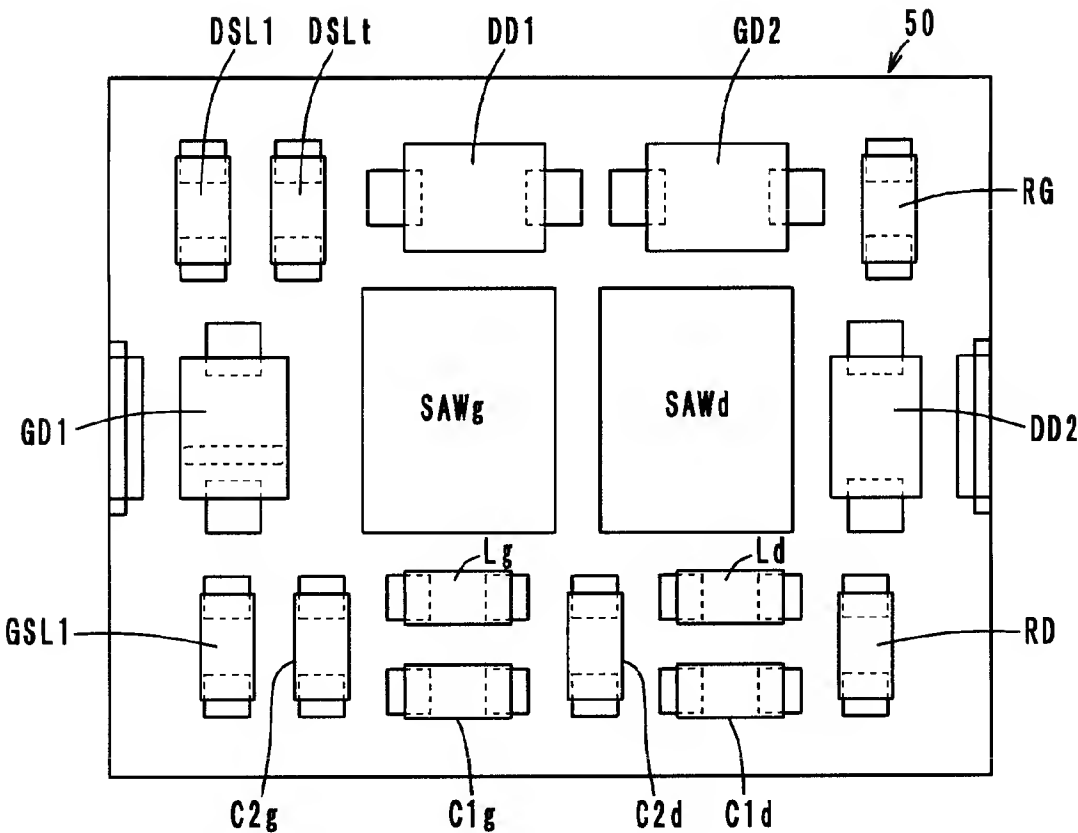 DSL1 DSLt DD1 GD2 50
RG
SAWg SAWd
GD1 DD2
Lg Ld
GSL1 RD
C2g C1g C2d C1d